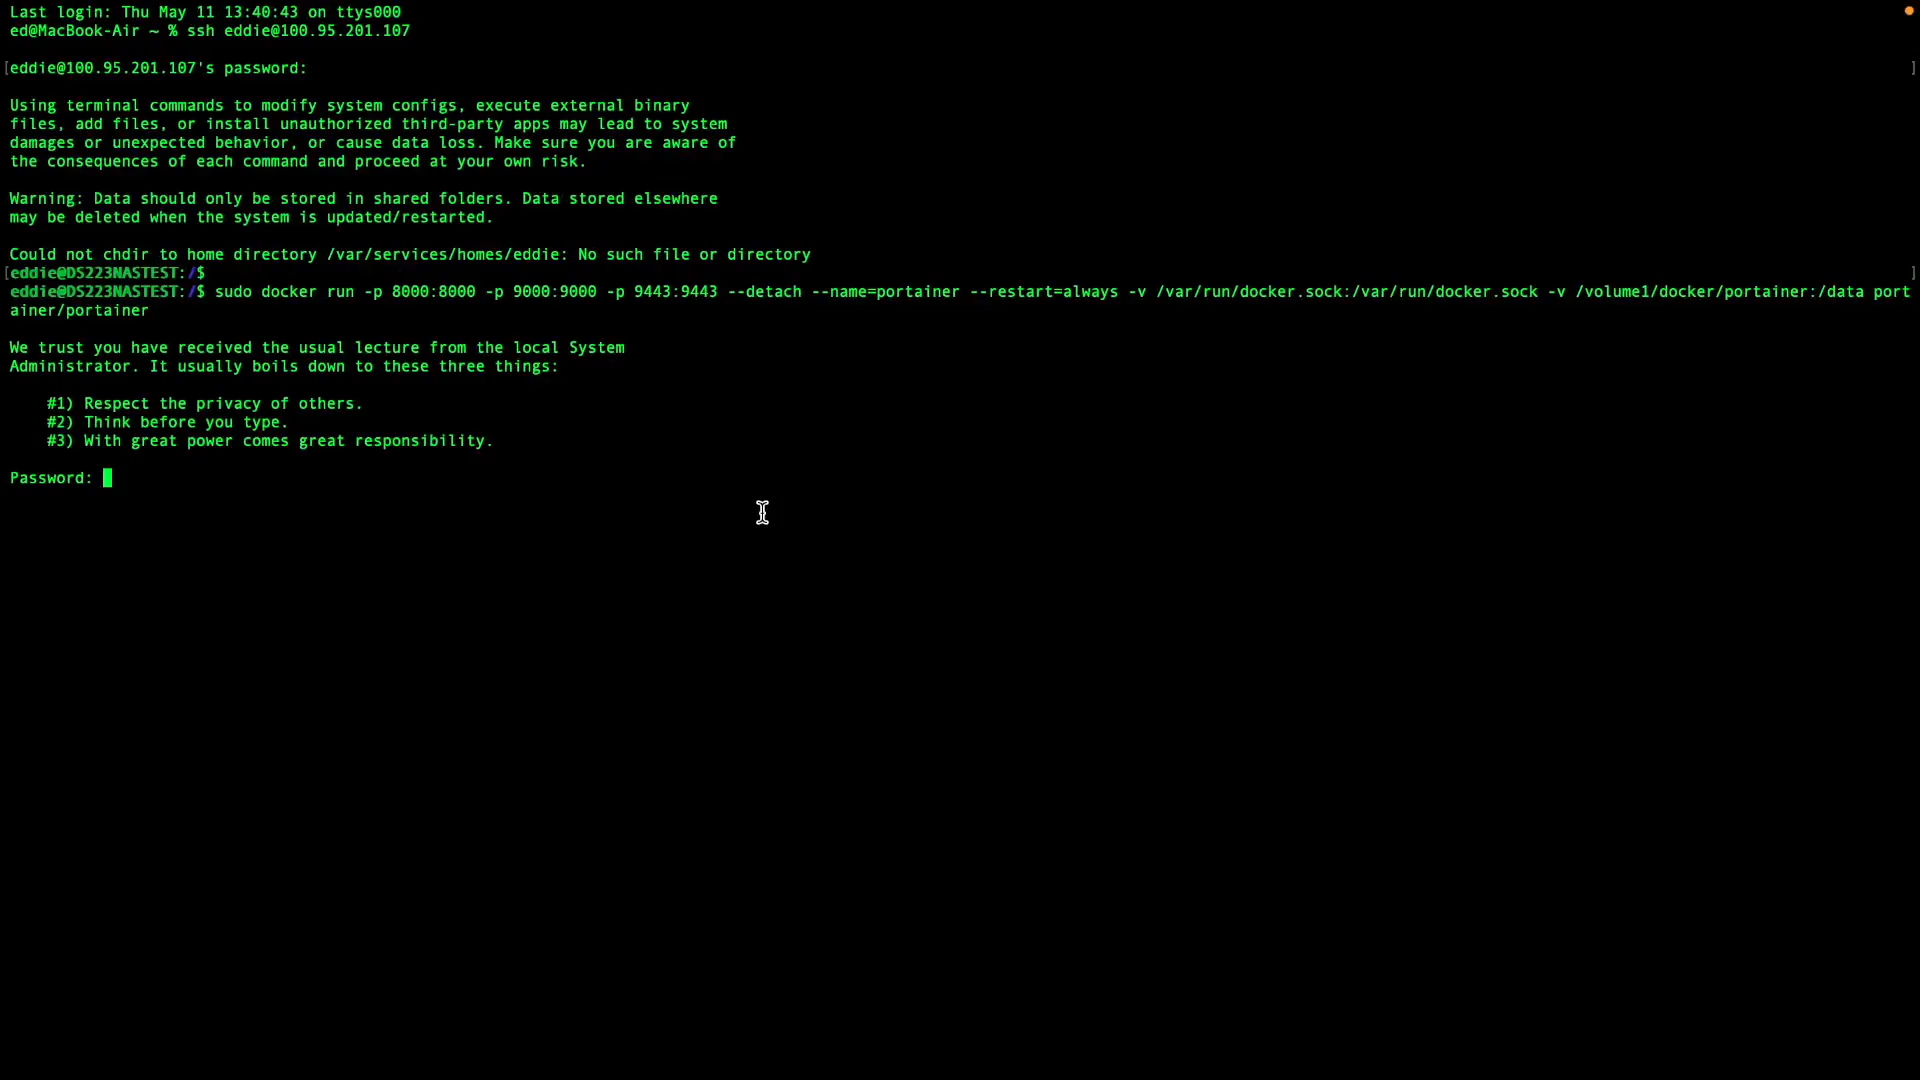 Last login: Thu May 11 13:40:43 on ttys000
ed@MacBook-Air ~ % ssh eddie@100.95.201.107
[eddie@100.95.201.107's password: ]
Using terminal commands to modify system configs, execute external binary
files, add files, or install unauthorized third-party apps may lead to system
damages or unexpected behavior, or cause data loss. Make sure you are aware of
the consequences of each command and proceed at your own risk.
Warning: Data should only be stored in shared folders. Data stored elsewhere
may be deleted when the system is updated/restarted.
Could not chdir to home directory /var/services/homes/eddie: No such file or directory
[eddie@DS223NASTEST:/$ ]
eddie@DS223NASTEST:/$ sudo docker run -p 8000:8000 -p 9000:9000 -p 9443:9443 --detach --name=portainer --restart=always -v /var/run/docker.sock:/var/run/docker.sock -v /volume1/docker/portainer:/data port
ainer/portainer
We trust you have received the usual lecture from the local System
Administrator. It usually boils down to these three things:
#1) Respect the privacy of others.
#2) Think before you type.
#3) With great power comes great responsibility.
Password: